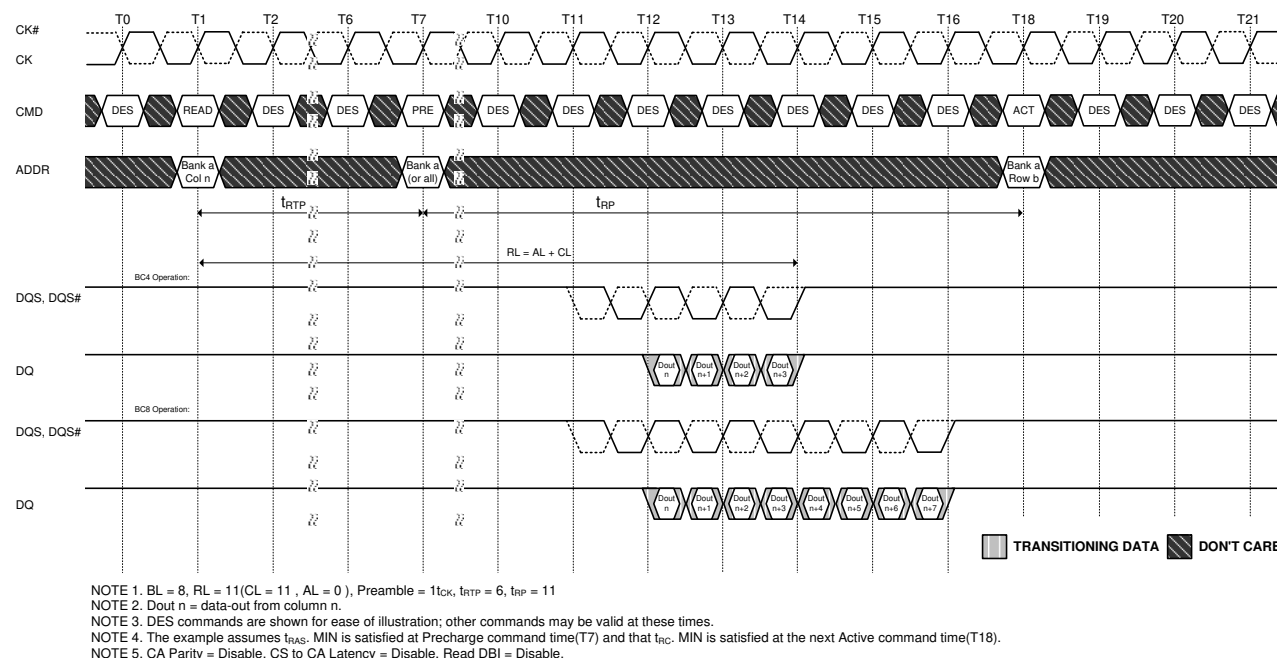 T0 T1 T2 T6 T7 T10 T11 T12 T13 T14 T15 T16 T18 T19 T20 T21
CK#
CK
CMD DES READ DES DES PRE DES DES DES DES DES DES DES ACT DES DES DES
ADDR Bank a Col n Bank a (or all) Bank a Row b
tRTP tRP
RL = AL + CL
BC4 Operation:
DQS, DQS#
DQ Dout n Dout n+1 Dout n+2 Dout n+3
BC8 Operation:
DQS, DQS#
DQ Dout n Dout n+1 Dout n+2 Dout n+3 Dout n+4 Dout n+5 Dout n+6 Dout n+7
TRANSITIONING DATA DON'T CARE
NOTE 1. BL = 8, RL = 11(CL = 11 , AL = 0 ), Preamble = 1tCK, tRTP = 6, tRP = 11
NOTE 2. Dout n = data-out from column n.
NOTE 3. DES commands are shown for ease of illustration; other commands may be valid at these times.
NOTE 4. The example assumes tRAS. MIN is satisfied at Precharge command time(T7) and that tRC. MIN is satisfied at the next Active command time(T18).
NOTE 5. CA Parity = Disable, CS to CA Latency = Disable, Read DBI = Disable.